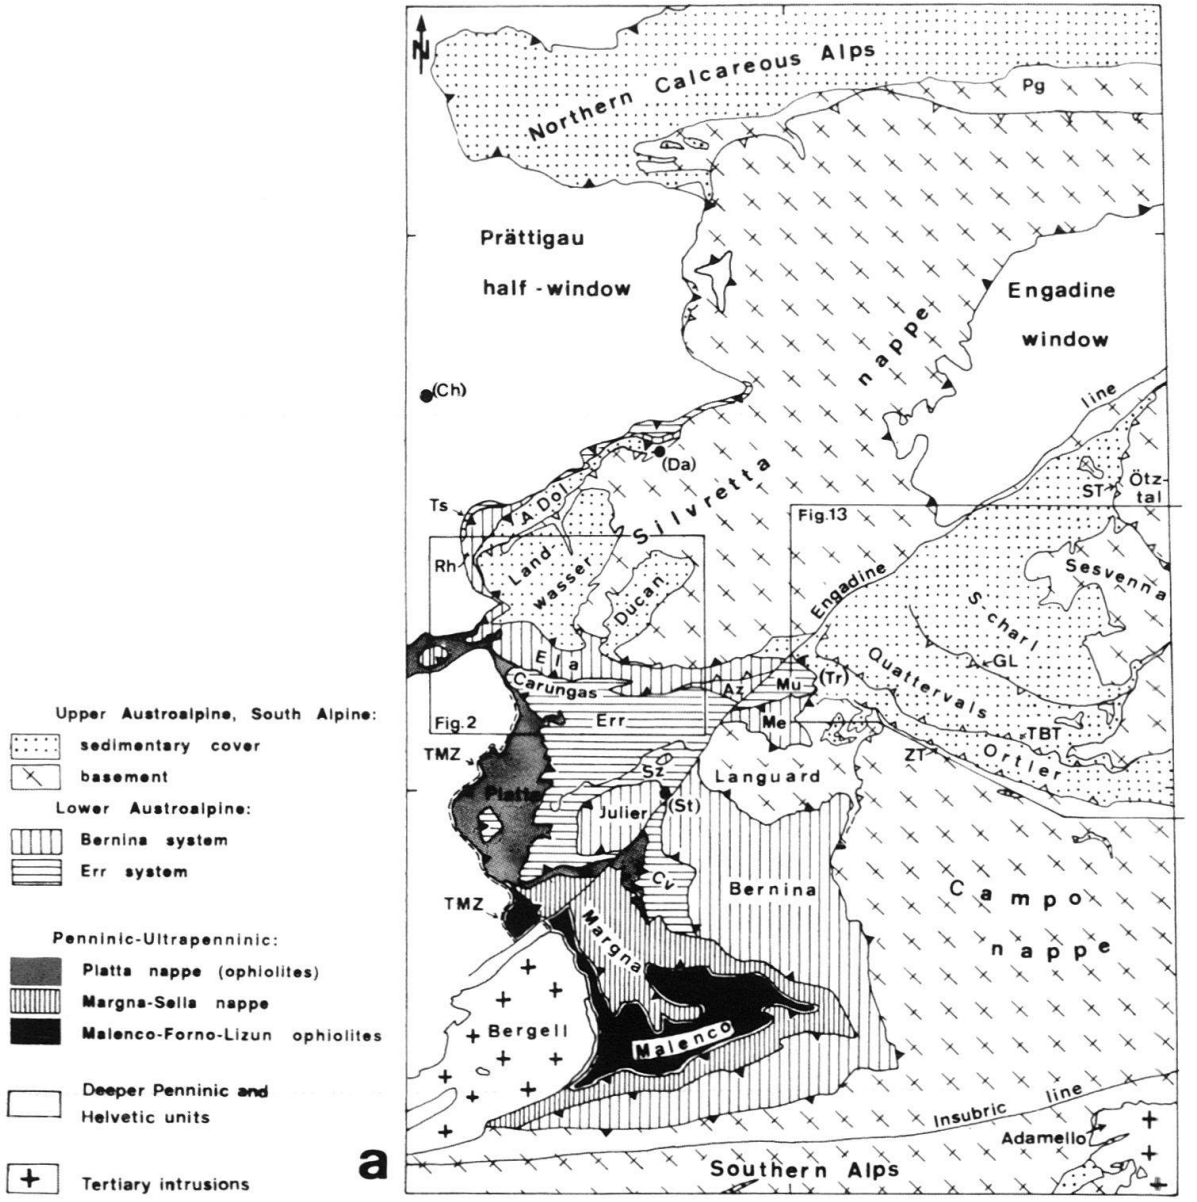 N
Northern Calcareous Alps
Pg
Prättigau
half-window
Engadine
window
nappe
(Ch)
line
(Da)
Silvretta
ST
Ötz-
tal
Ts
A.Dol.
Fig.13
Rh
Land-
wasser
Ducan
Engadine
Sesvenna
S-charl
GL
Ela
Quattervals
Carungas
Az
Mu
(Tr)
Fig.2
Err
Me
TBT
Ortler
ZT
TMZ
Sz
Languard
Platta
Julier
(St)
Cv
Bernina
Campo
nappe
TMZ
Margna
Bergell
Malenco
Insubric line
Adamello
Southern Alps
a
Upper Austroalpine, South Alpine:
sedimentary cover
basement
Lower Austroalpine:
Bernina system
Err system
Penninic-Ultrapenninic:
Platta nappe (ophiolites)
Margna-Sella nappe
Malenco-Forno-Lizun ophiolites
Deeper Penninic and
Helvetic units
Tertiary intrusions